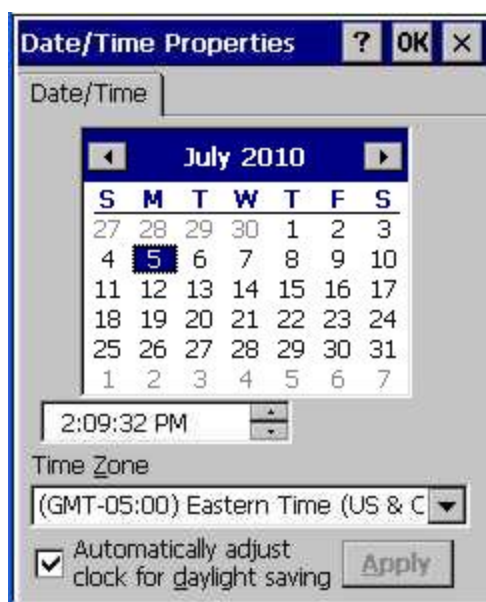 Date/Time Properties ? OK ×
Date/Time
July 2010
S M T W T F S
27 28 29 30 1 2 3
4 5 6 7 8 9 10
11 12 13 14 15 16 17
18 19 20 21 22 23 24
25 26 27 28 29 30 31
1 2 3 4 5 6 7
2:09:32 PM
Time Zone
(GMT-05:00) Eastern Time (US & C
Automatically adjust
clock for daylight saving
Apply